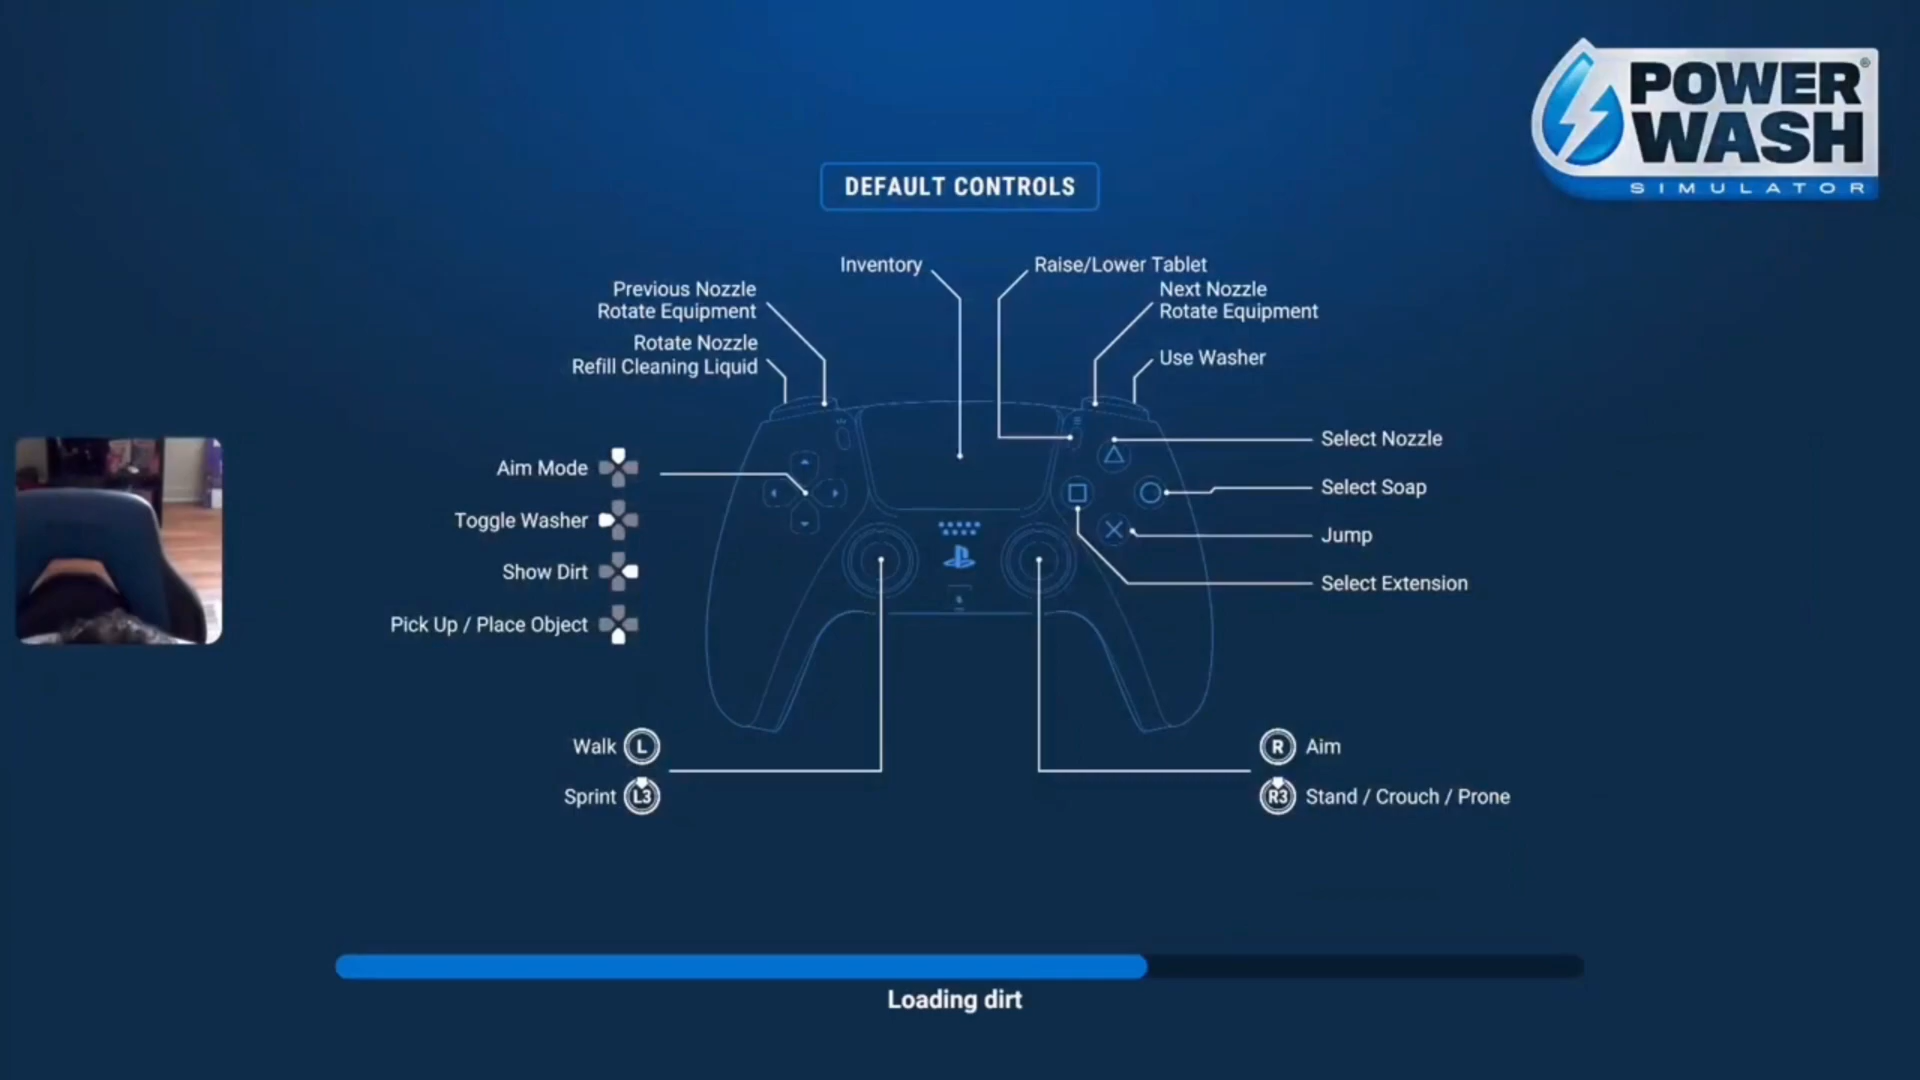 POWER®
WASH
SIMULATOR
DEFAULT CONTROLS
Inventory
Raise/Lower Tablet
Previous Nozzle
Rotate Equipment
Next Nozzle
Rotate Equipment
Rotate Nozzle
Refill Cleaning Liquid
Use Washer
Aim Mode
Toggle Washer
Show Dirt
Pick Up / Place Object
Select Nozzle
Select Soap
Jump
Select Extension
Walk L
Sprint L3
R Aim
R3 Stand / Crouch / Prone
Loading dirt